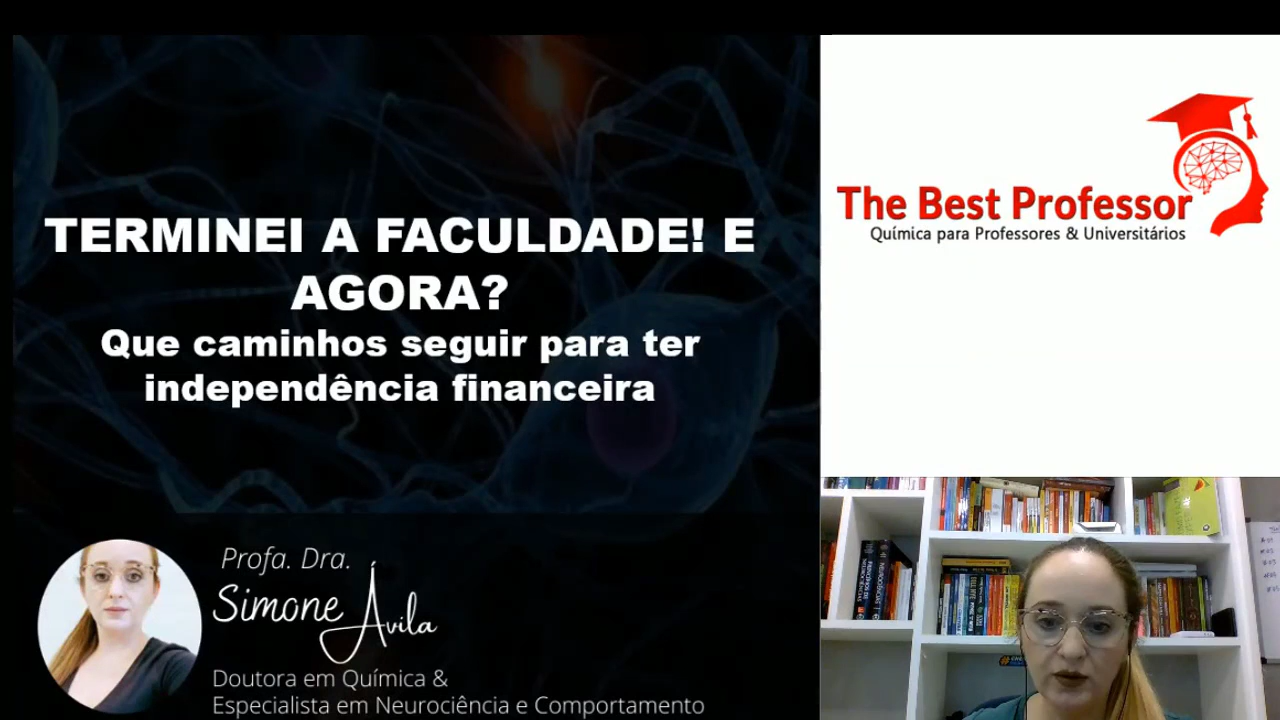 TERMINEI A FACULDADE! E
AGORA?
Que caminhos seguir para ter
independência financeira
Profa. Dra.
Simone Ávila
Doutora em Química &
Especialista em Neurociência e Comportamento
The Best Professor
Química para Professores & Universitários